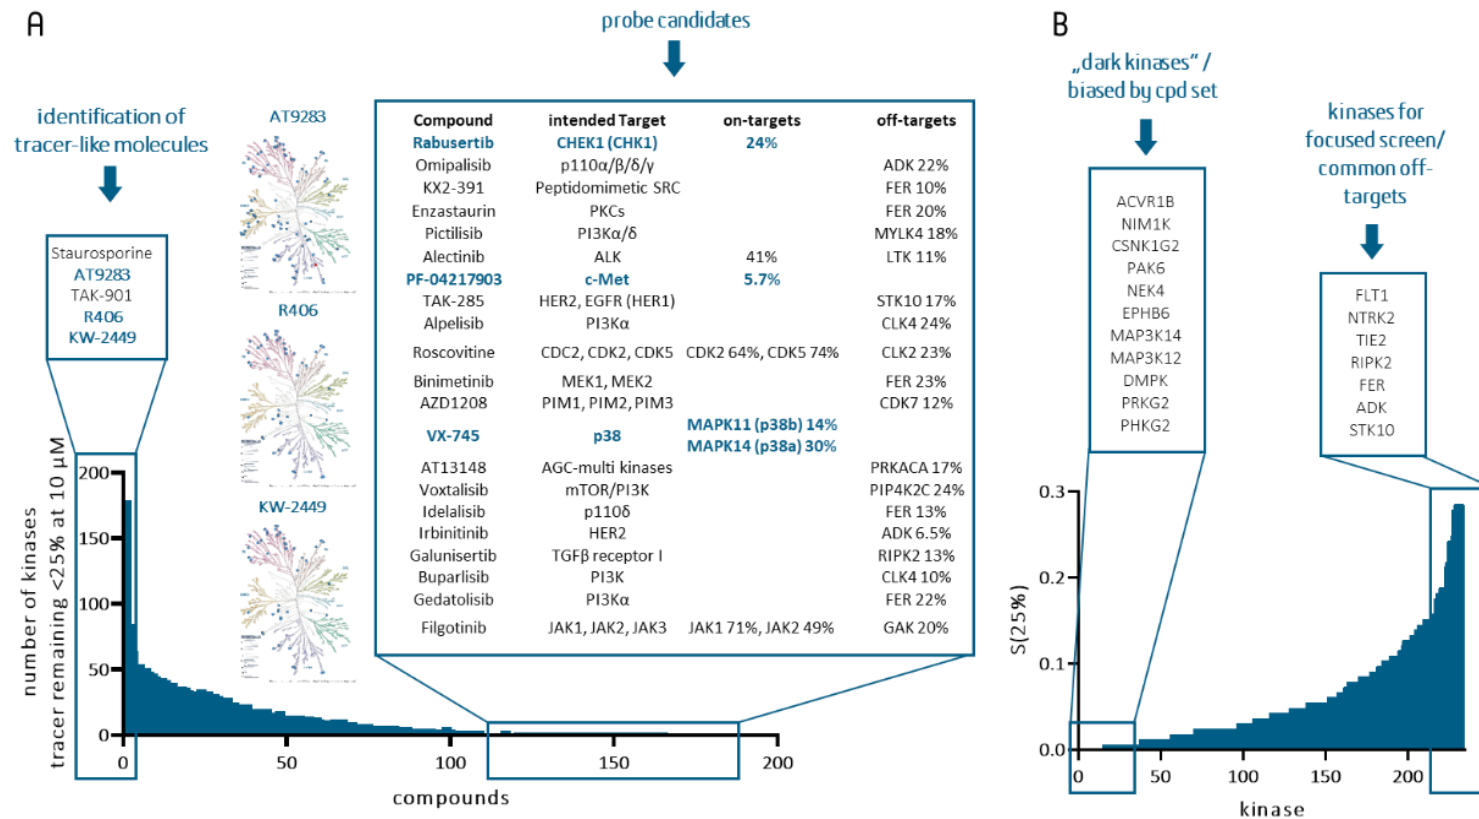 A
probe candidates
identification of
tracer-like molecules
Staurosporine
AT9283
TAK-901
R406
KW-2449
AT9283
R406
KW-2449
Compound intended Target on-targets off-targets
Rabusertib CHEK1 (CHK1) 24%
Omipalisib p110α/β/δ/γ ADK 22%
KX2-391 Peptidomimetic SRC FER 10%
Enzastaurin PKCs FER 20%
Pictilisib PI3Kα/δ MYLK4 18%
Alectinib ALK 41% LTK 11%
PF-04217903 c-Met 5.7%
TAK-285 HER2, EGFR (HER1) STK10 17%
Alpelisib PI3Kα CLK4 24%
Roscovitine CDC2, CDK2, CDK5 CDK2 64%, CDK5 74% CLK2 23%
Binimetinib MEK1, MEK2 FER 23%
AZD1208 PIM1, PIM2, PIM3 CDK7 12%
VX-745 p38 MAPK11 (p38b) 14%
MAPK14 (p38a) 30%
AT13148 AGC-multi kinases PRKACA 17%
Voxtalisib mTOR/PI3K PIP4K2C 24%
Idelalisib p110δ FER 13%
Irbinitinib HER2 ADK 6.5%
Galunisertib TGFβ receptor I RIPK2 13%
Buparlisib PI3K CLK4 10%
Gedatolisib PI3Kα FER 22%
Filgotinib JAK1, JAK2, JAK3 JAK1 71%, JAK2 49% GAK 20%
number of kinases
tracer remaining <25% at 10 µM
200
150
100
50
0
0 50 100 150 200
compounds
B
„dark kinases“ /
biased by cpd set
ACVR1B
NIM1K
CSNK1G2
PAK6
NEK4
EPHB6
MAP3K14
MAP3K12
DMPK
PRKG2
PHKG2
kinases for
focused screen/
common off-
targets
FLT1
NTRK2
TIE2
RIPK2
FER
ADK
STK10
S(25%)
0.3
0.2
0.1
0.0
0 50 100 150 200
kinase